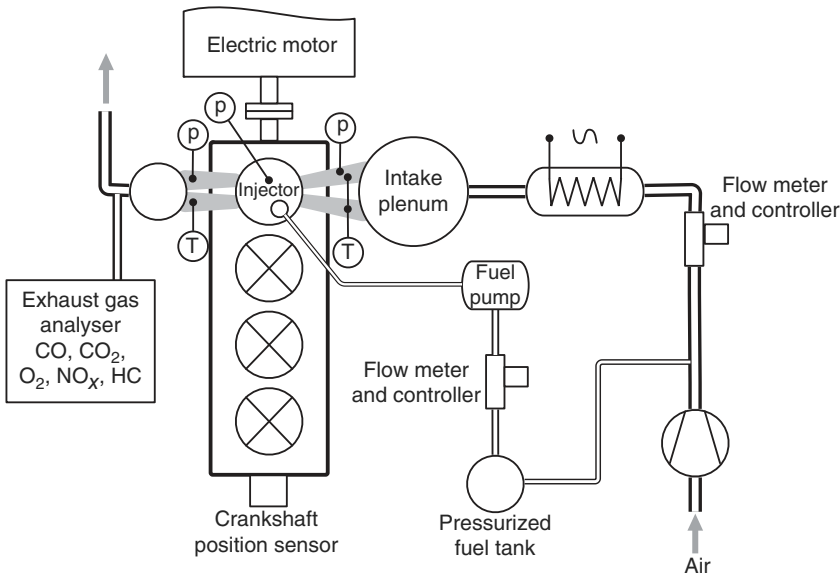 Electric motor
p
p
p
Injector
T
T
Intake
plenum
Flow meter
and controller
Fuel
pump
Exhaust gas
analyser
CO, CO₂,
O₂, NOₓ, HC
Flow meter
and controller
Crankshaft
position sensor
Pressurized
fuel tank
Air